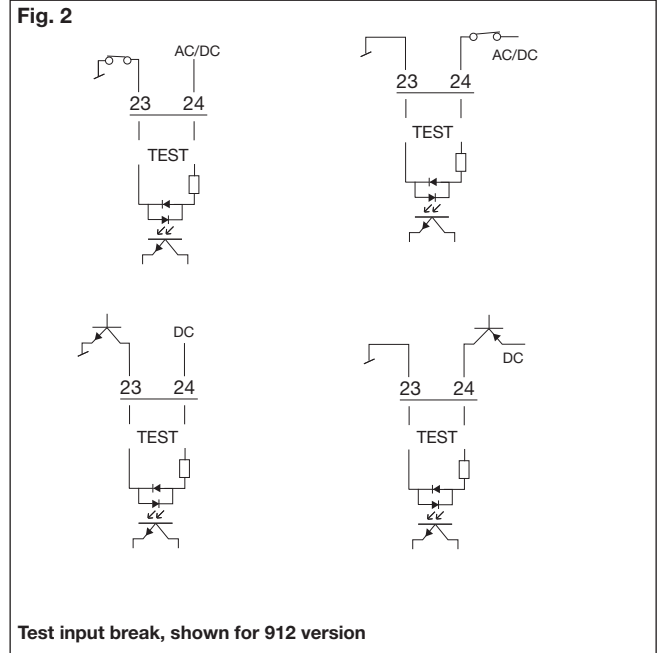 Fig. 2
AC/DC
23 24
TEST
AC/DC
23 24
TEST
DC
23 24
TEST
DC
23 24
TEST
Test input break, shown for 912 version